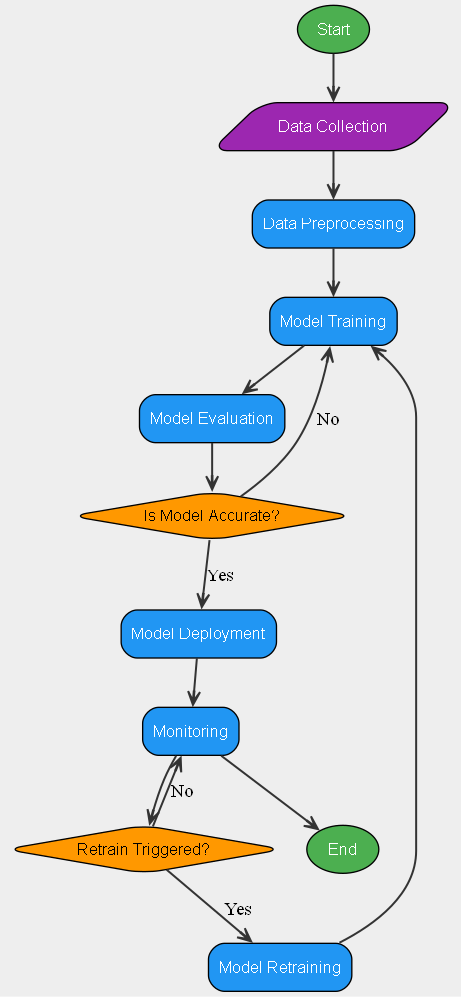 Start
Data Collection
Data Preprocessing
Model Training
Model Evaluation
No
Is Model Accurate?
Yes
Model Deployment
Monitoring
No
Retrain Triggered?
End
Yes
Model Retraining